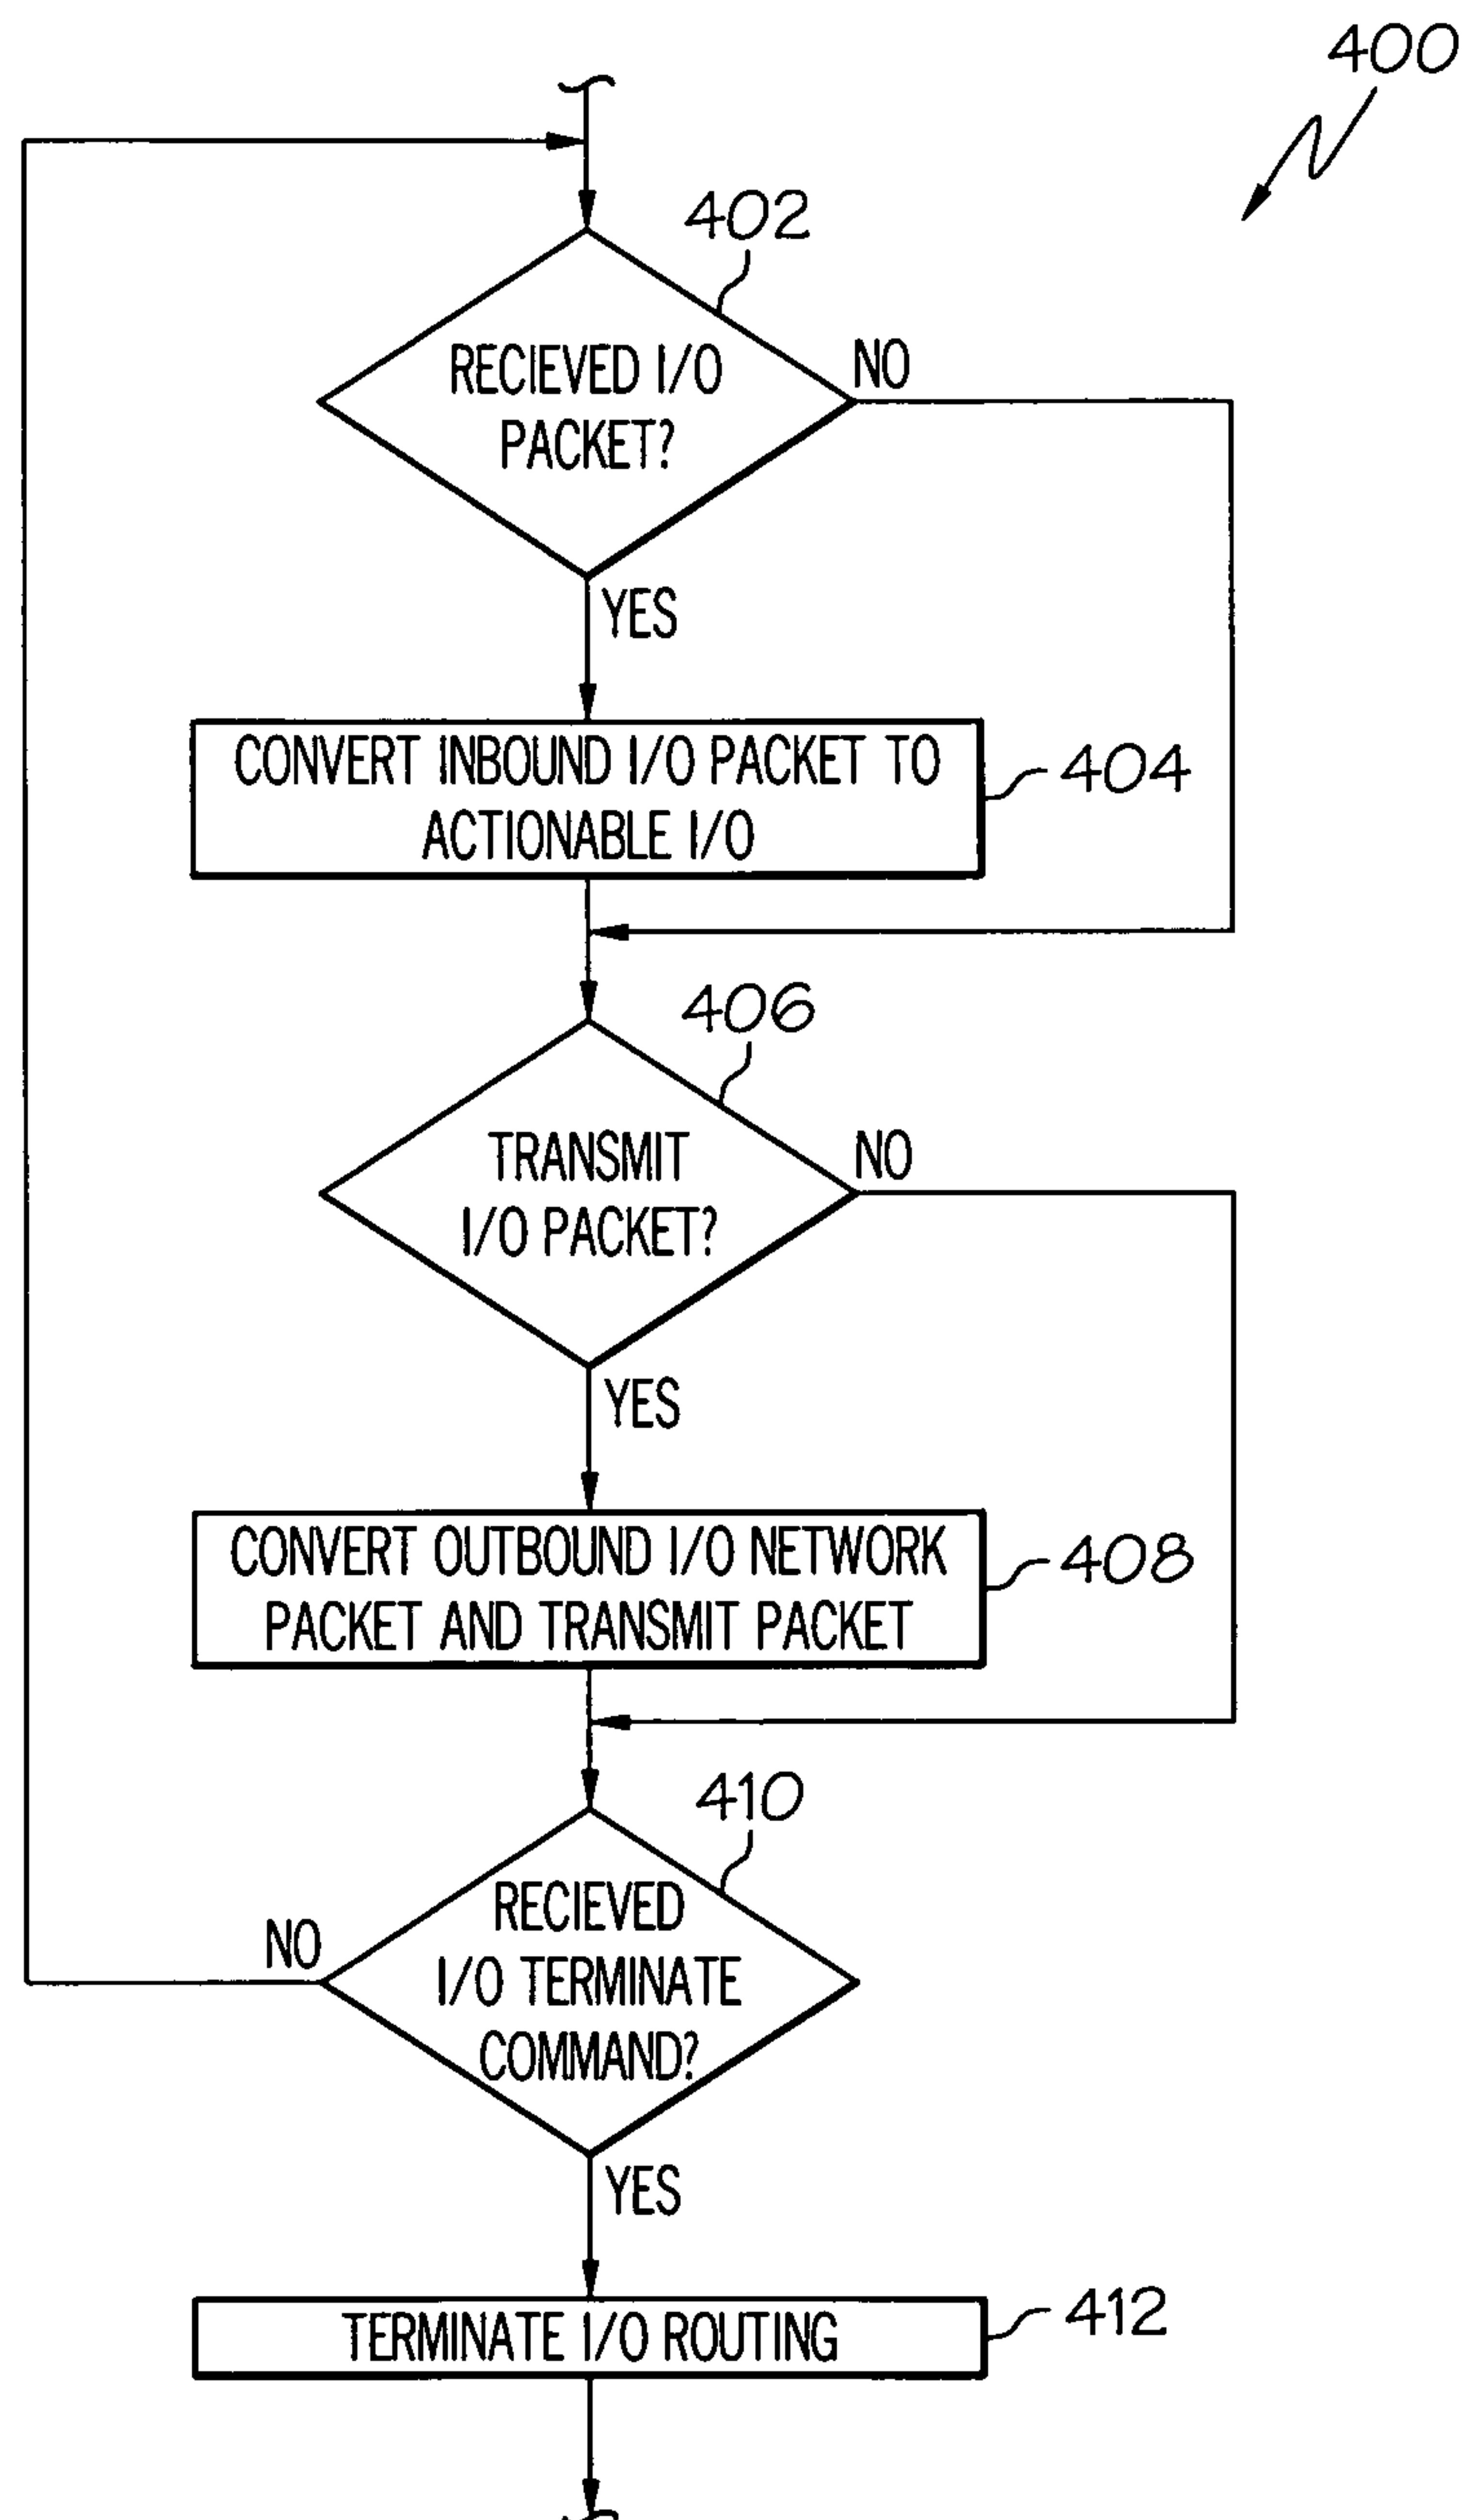 400
402
RECIEVED I/O
PACKET?
NO
YES
CONVERT INBOUND I/O PACKET TO
ACTIONABLE I/O
404
406
TRANSMIT
I/O PACKET?
NO
YES
CONVERT OUTBOUND I/O NETWORK
PACKET AND TRANSMIT PACKET
408
410
RECIEVED
I/O TERMINATE
COMMAND?
NO
YES
TERMINATE I/O ROUTING
412